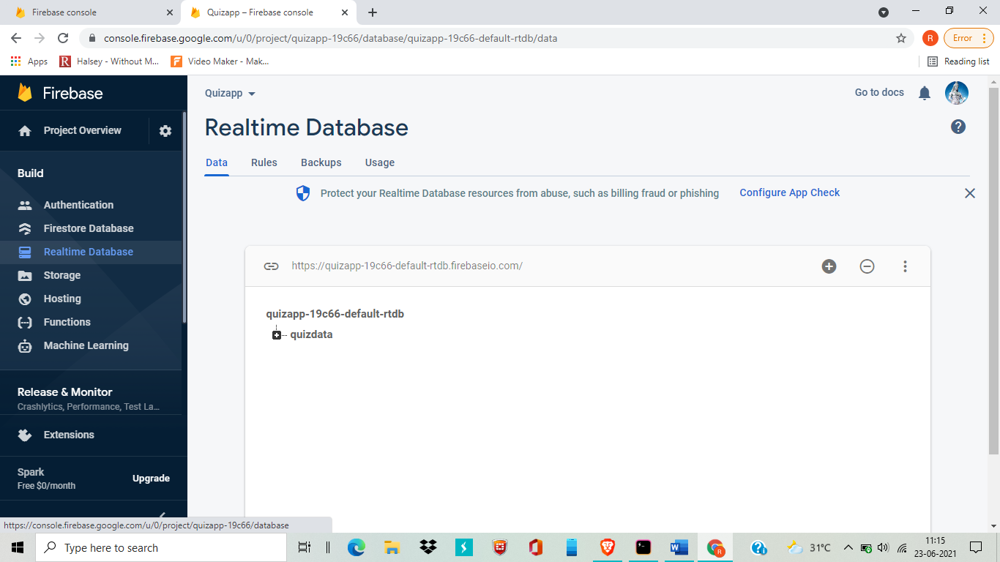 Firebase console
Quizapp – Firebase console
console.firebase.google.com/u/0/project/quizapp-19c66/database/quizapp-19c66-default-rtdb/data
R
Error
Apps
R
Halsey - Without M...
F
Video Maker - Mak...
Reading list
Firebase
Quizapp
Go to docs
Project Overview
Realtime Database
?
Data
Rules
Backups
Usage
Build
Protect your Realtime Database resources from abuse, such as billing fraud or phishing
Configure App Check
Authentication
Firestore Database
Realtime Database
Storage
Hosting
Functions
Machine Learning
https://quizapp-19c66-default-rtdb.firebaseio.com/
quizapp-19c66-default-rtdb
quizdata
Release & Monitor
Crashlytics, Performance, Test La...
Extensions
Spark
Free $0/month
Upgrade
https://console.firebase.google.com/u/0/project/quizapp-19c66/database
Type here to search
31°C
11:15
23-06-2021